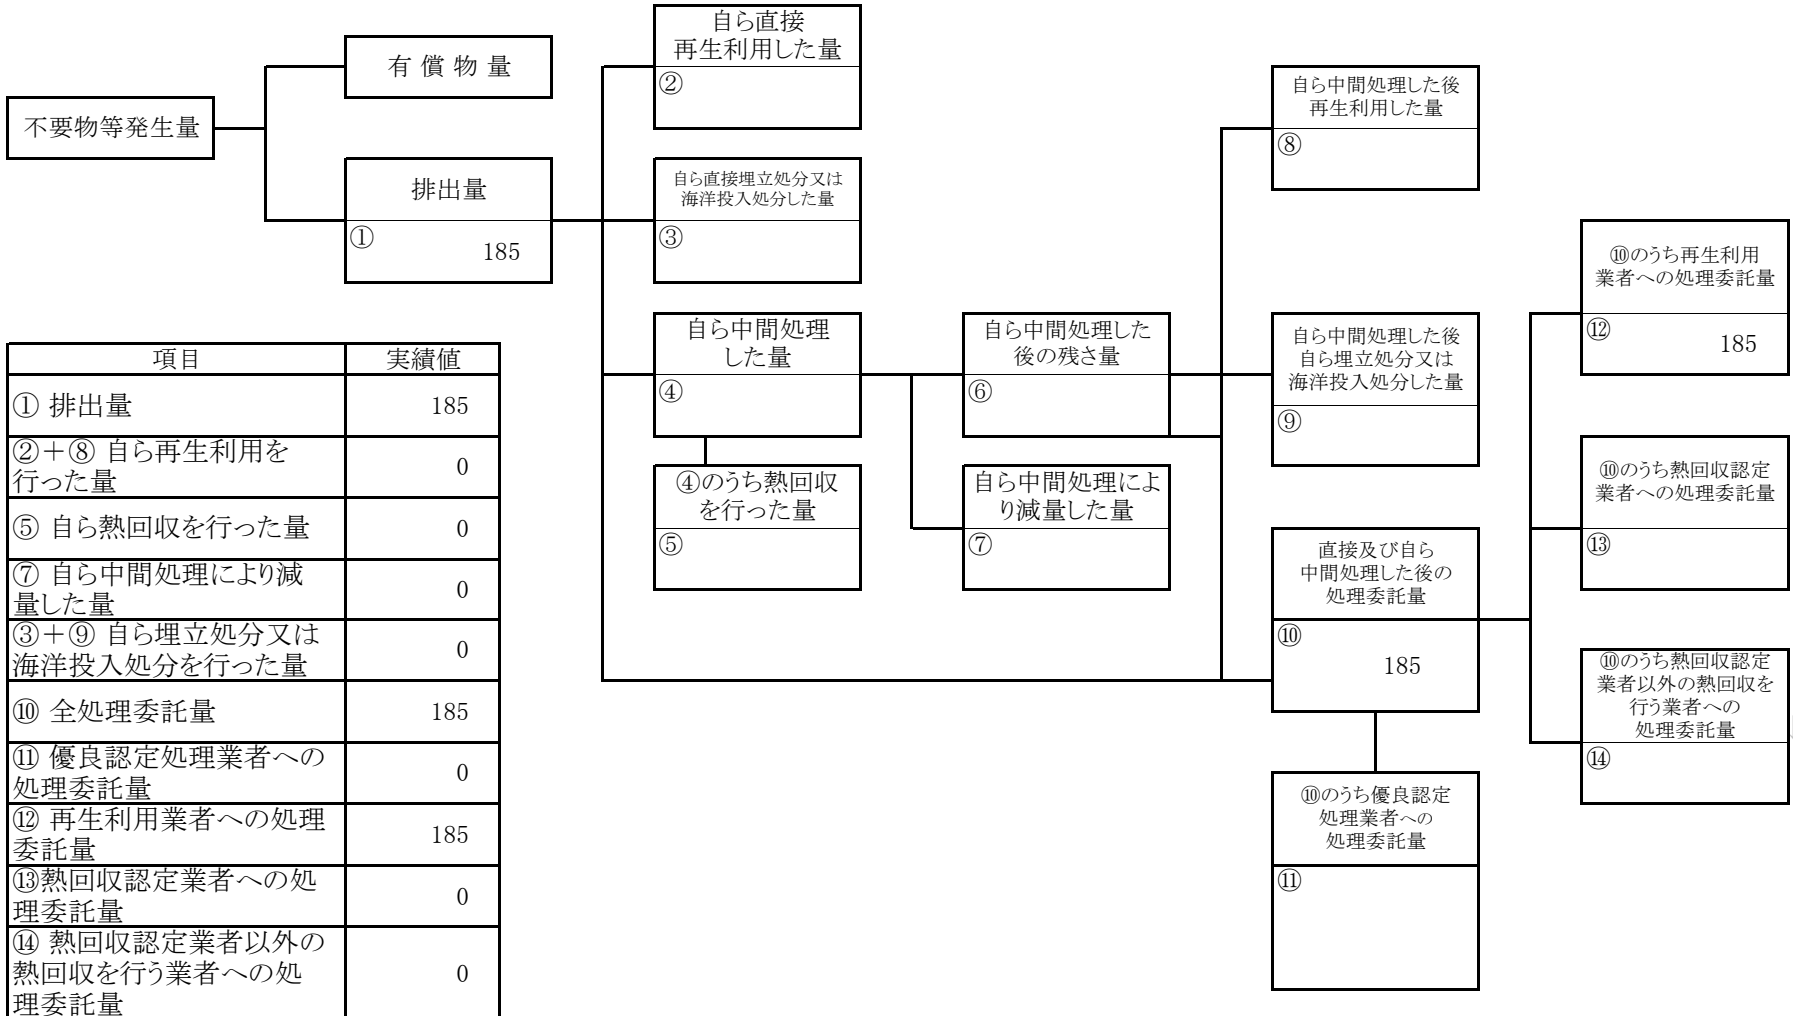 自ら直接
再生利用した量
②
有 償 物 量
不要物等発生量
排出量
①
185
自ら直接埋立処分又は
海洋投入処分した量
③
自ら中間処理した後
再生利用した量
⑧
自ら中間処理
した量
④
自ら中間処理した
後の残さ量
⑥
自ら中間処理した後
自ら埋立処分又は
海洋投入処分した量
⑨
⑩のうち再生利用
業者への処理委託量
⑫
185
④のうち熱回収
を行った量
⑤
自ら中間処理によ
り減量した量
⑦
⑩のうち熱回収認定
業者への処理委託量
⑬
直接及び自ら
中間処理した後の
処理委託量
⑩
185
⑩のうち熱回収認定
業者以外の熱回収を
行う業者への
処理委託量
⑭
⑩のうち優良認定
処理業者への
処理委託量
⑪
項目 実績値
① 排出量 185
②＋⑧ 自ら再生利用を
行った量 0
⑤ 自ら熱回収を行った量 0
⑦ 自ら中間処理により減
量した量 0
③＋⑨ 自ら埋立処分又は
海洋投入処分を行った量 0
⑩ 全処理委託量 185
⑪ 優良認定処理業者への
処理委託量 0
⑫ 再生利用業者への処理
委託量 185
⑬熱回収認定業者への処
理委託量 0
⑭ 熱回収認定業者以外の
熱回収を行う業者への処 0
理委託量